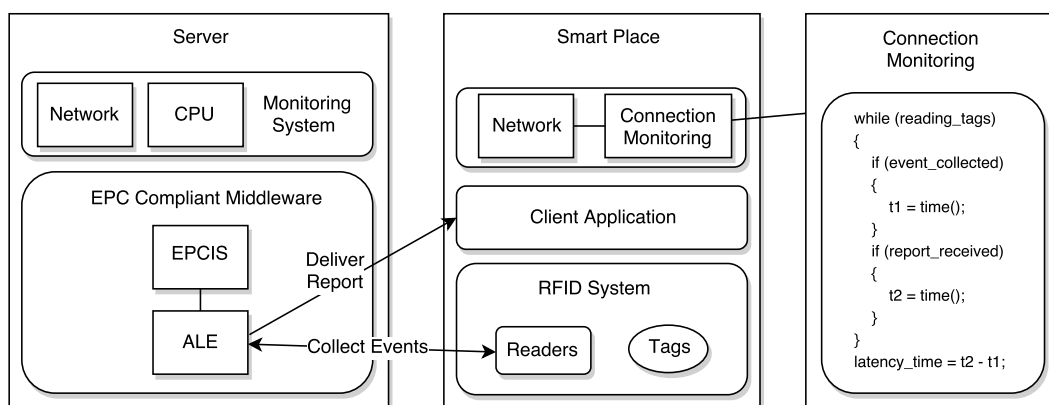 Server
Network
CPU
Monitoring
System
EPC Compliant Middleware
EPCIS
ALE
Deliver
Report
Collect Events
Smart Place
Network
Connection
Monitoring
Client Application
RFID System
Readers
Tags
Connection
Monitoring
while (reading_tags)
{
if (event_collected)
{
t1 = time();
}
if (report_received)
{
t2 = time();
}
}
latency_time = t2 - t1;